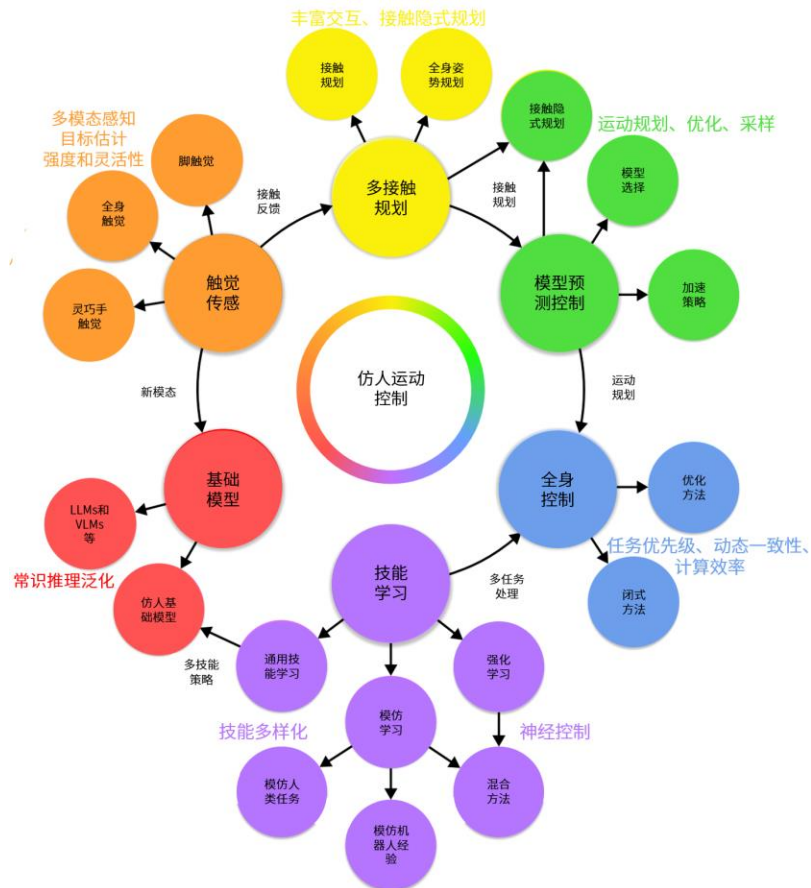 丰富交互、接触隐式规划
接触
规划
全身姿
势规划
接触隐
式规划
运动规划、优化、采样
多模态感知
目标估计
强度和灵活性
脚触觉
全身
触觉
接触
反馈
多接触
规划
接触
规划
模型
选择
灵巧手
触觉
触觉
传感
模型预
测控制
加速
策略
新模态
仿人运动
控制
运动
规划
基础
模型
全身
控制
优化
方法
LLMs和
VLMs
等
常识推理泛化
仿人基
础模型
任务优先级、动态一致性、
计算效率
闭式
方法
技能
学习
多任务
处理
多技能
策略
通用技
能学习
强化
学习
模仿
学习
技能多样化
神经控制
模仿人
类任务
混合
方法
模仿机
器人经
验